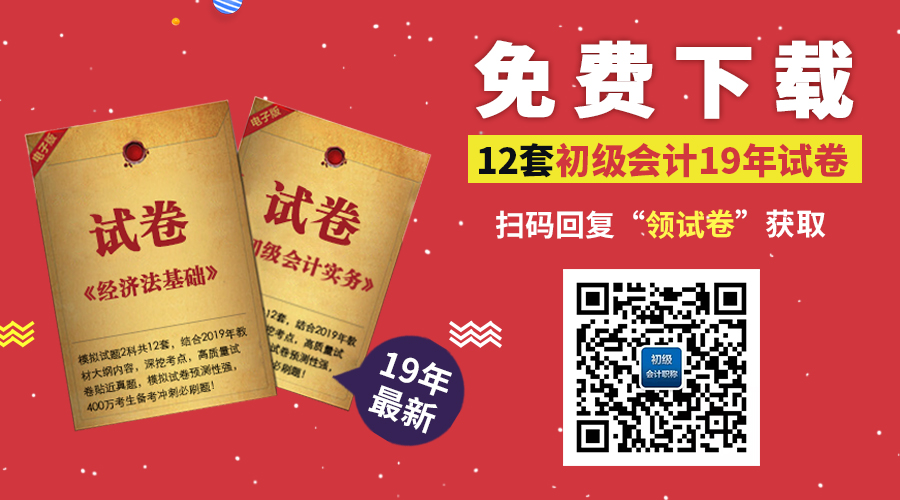 免费下载
12套初级会计19年试卷
扫码回复“领试卷”获取
电子版
试卷
《经济法基础》
模拟试题2科共12套，结合2019年教
材大纲内容，深挖考点，高质量试
卷贴近真题，模拟试卷预测性强，
400万考生备考冲刺必刷题！
电子版
试卷
初级会计实务》
12套，结合2019年教
挖考点，高质量试
试卷预测性强，
必刷题！
19年
最新
初级
会计职称